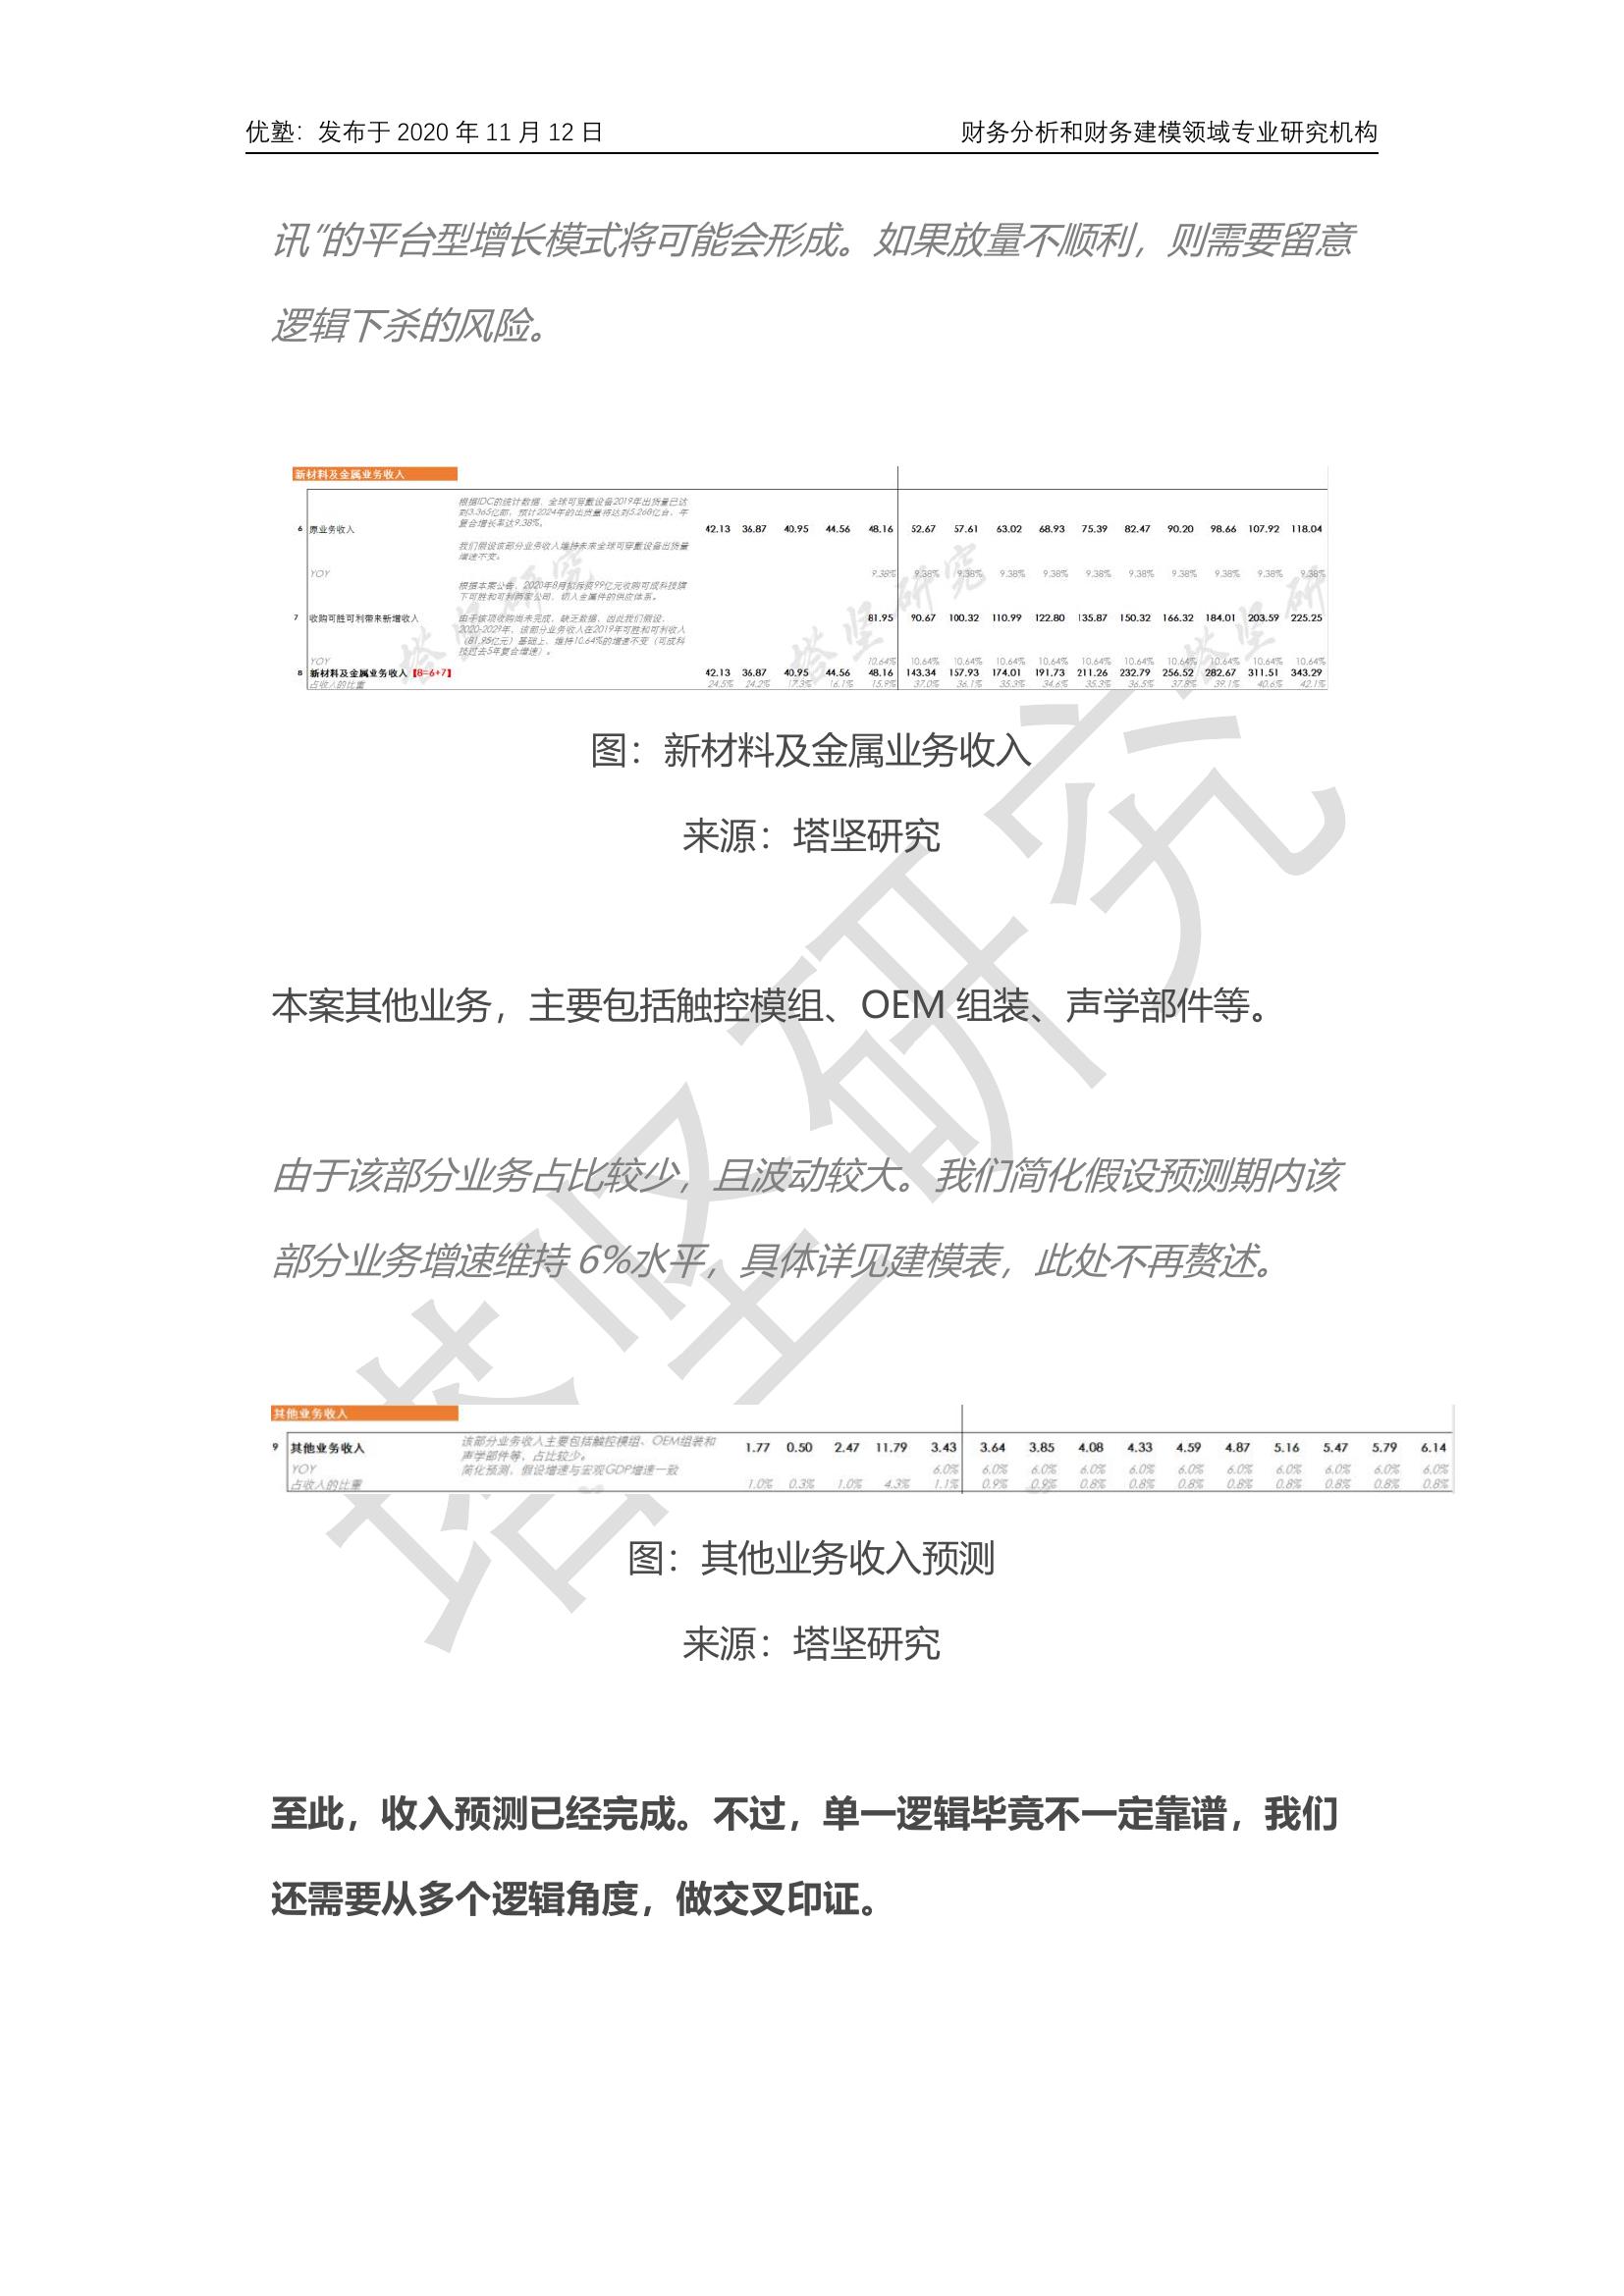 优塾：发布于 2020 年 11 月 12 日 财务分析和财务建模领域专业研究机构
讯”的平台型增长模式将可能会形成。如果放量不顺利，则需要留意
逻辑下杀的风险。
新材料及金属业务收入
根据IDC的统计数据，全球可穿戴设备2019年出货量已达
到3.365亿部，预计2024年的出货量将达到5.268亿台，年
复合增长率达9.38%。
6 原业务收入 42.13 36.87 40.95 44.56 48.16 52.67 57.61 63.02 68.93 75.39 82.47 90.20 98.66 107.92 118.04
我们假设该部分业务收入维持未来全球可穿戴设备出货量
增速不变。
YOY 9.38% 9.38% 9.38% 9.38% 9.38% 9.38% 9.38% 9.38% 9.38% 9.38% 9.38%
根据本案公告，2020年8月拟斥资99亿元收购可成科技旗
下可胜和可利两家公司，切入金属件的供应体系。
7 收购可胜可利带来新增收入 81.95 90.67 100.32 110.99 122.80 135.87 150.32 166.32 184.01 203.59 225.25
由于该项收购尚未完成，缺乏数据，因此我们假设，
2020-2029年，该部分业务收入在2019年可胜和可利收入
（81.95亿元）基础上，维持10.64%的增速不变（可成科
技过去5年复合增速）。
YOY 10.64% 10.64% 10.64% 10.64% 10.64% 10.64% 10.64% 10.64% 10.64% 10.64% 10.64%
8 新材料及金属业务收入【8=6+7】 42.13 36.87 40.95 44.56 48.16 143.34 157.93 174.01 191.73 211.26 232.79 256.52 282.67 311.51 343.29
占收入的比重 24.5% 24.2% 17.3% 16.1% 15.9% 37.0% 36.1% 35.3% 34.6% 35.3% 36.5% 37.8% 39.1% 40.6% 42.1%
图：新材料及金属业务收入
来源：塔坚研究
本案其他业务，主要包括触控模组、OEM 组装、声学部件等。
由于该部分业务占比较少，且波动较大。我们简化假设预测期内该
部分业务增速维持 6%水平，具体详见建模表，此处不再赘述。
其他业务收入
该部分业务收入主要包括触控模组、OEM组装和
声学部件等，占比较少。
9 其他业务收入 1.77 0.50 2.47 11.79 3.43 3.64 3.85 4.08 4.33 4.59 4.87 5.16 5.47 5.79 6.14
YOY 简化预测，假设增速与宏观GDP增速一致 6.0% 6.0% 6.0% 6.0% 6.0% 6.0% 6.0% 6.0% 6.0% 6.0% 6.0%
占收入的比重 1.0% 0.3% 1.0% 4.3% 1.1% 0.9% 0.9% 0.8% 0.8% 0.8% 0.8% 0.8% 0.8% 0.8% 0.8%
图：其他业务收入预测
来源：塔坚研究
至此，收入预测已经完成。不过，单一逻辑毕竟不一定靠谱，我们
还需要从多个逻辑角度，做交叉印证。
塔坚研究